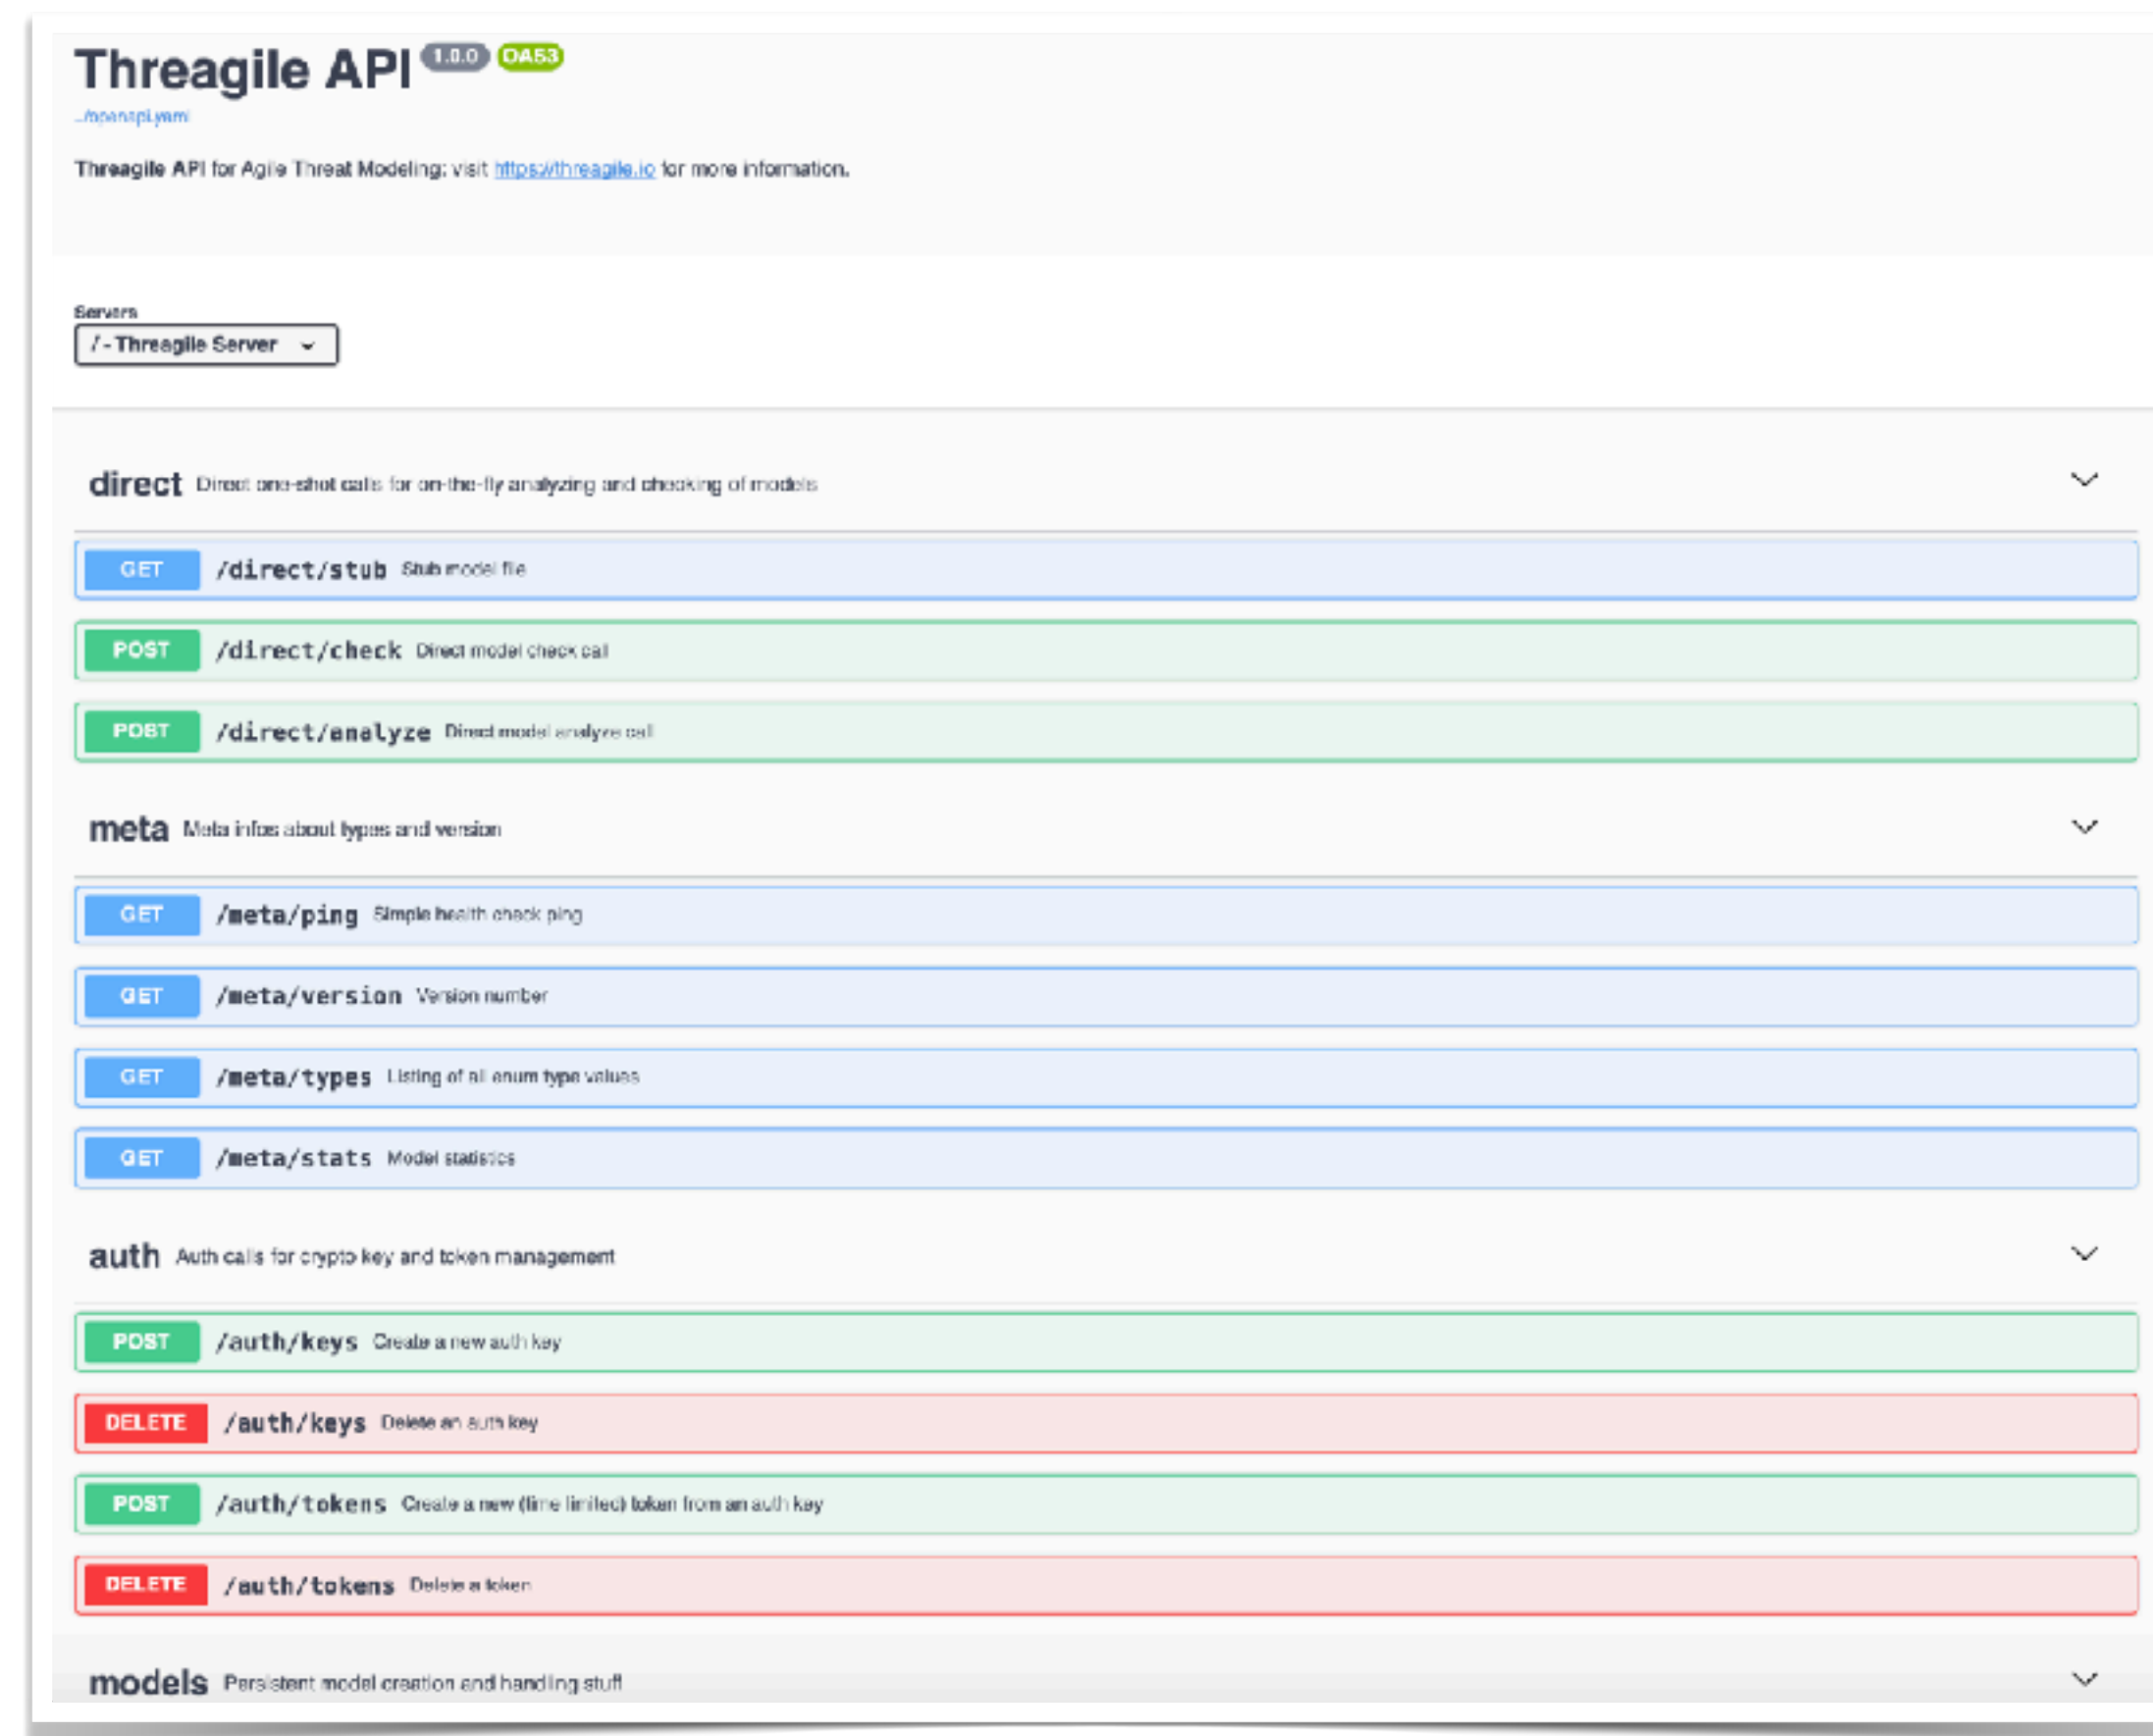 Threagile API 1.0.0 OAS3
../openapi.yaml
Threagile API for Agile Threat Modeling: visit https://threagile.io for more information.
Servers
/ - Threagile Server
direct Direct one-shot calls for on-the-fly analyzing and checking of models
GET /direct/stub Stub model file
POST /direct/check Direct model check call
POST /direct/analyze Direct model analyze call
meta Meta infos about types and version
GET /meta/ping Simple health check ping
GET /meta/version Version number
GET /meta/types Listing of all enum type values
GET /meta/stats Model statistics
auth Auth calls for crypto key and token management
POST /auth/keys Create a new auth key
DELETE /auth/keys Delete an auth key
POST /auth/tokens Create a new (time limited) token from an auth key
DELETE /auth/tokens Delete a token
models Persistent model creation and handling stuff